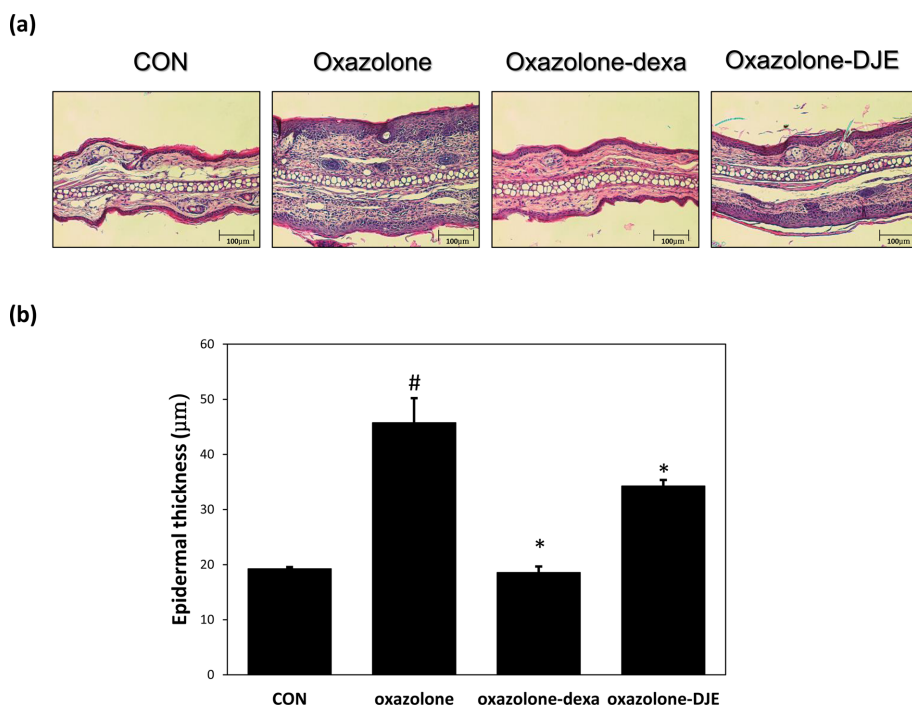 (a)
CON Oxazolone Oxazolone-dexa Oxazolone-DJE
100μm 100μm 100μm 100μm
(b)
60
50
40
30
20
10
0
Epidermal thickness (μm)
#
*
*
CON oxazolone oxazolone-dexa oxazolone-DJE